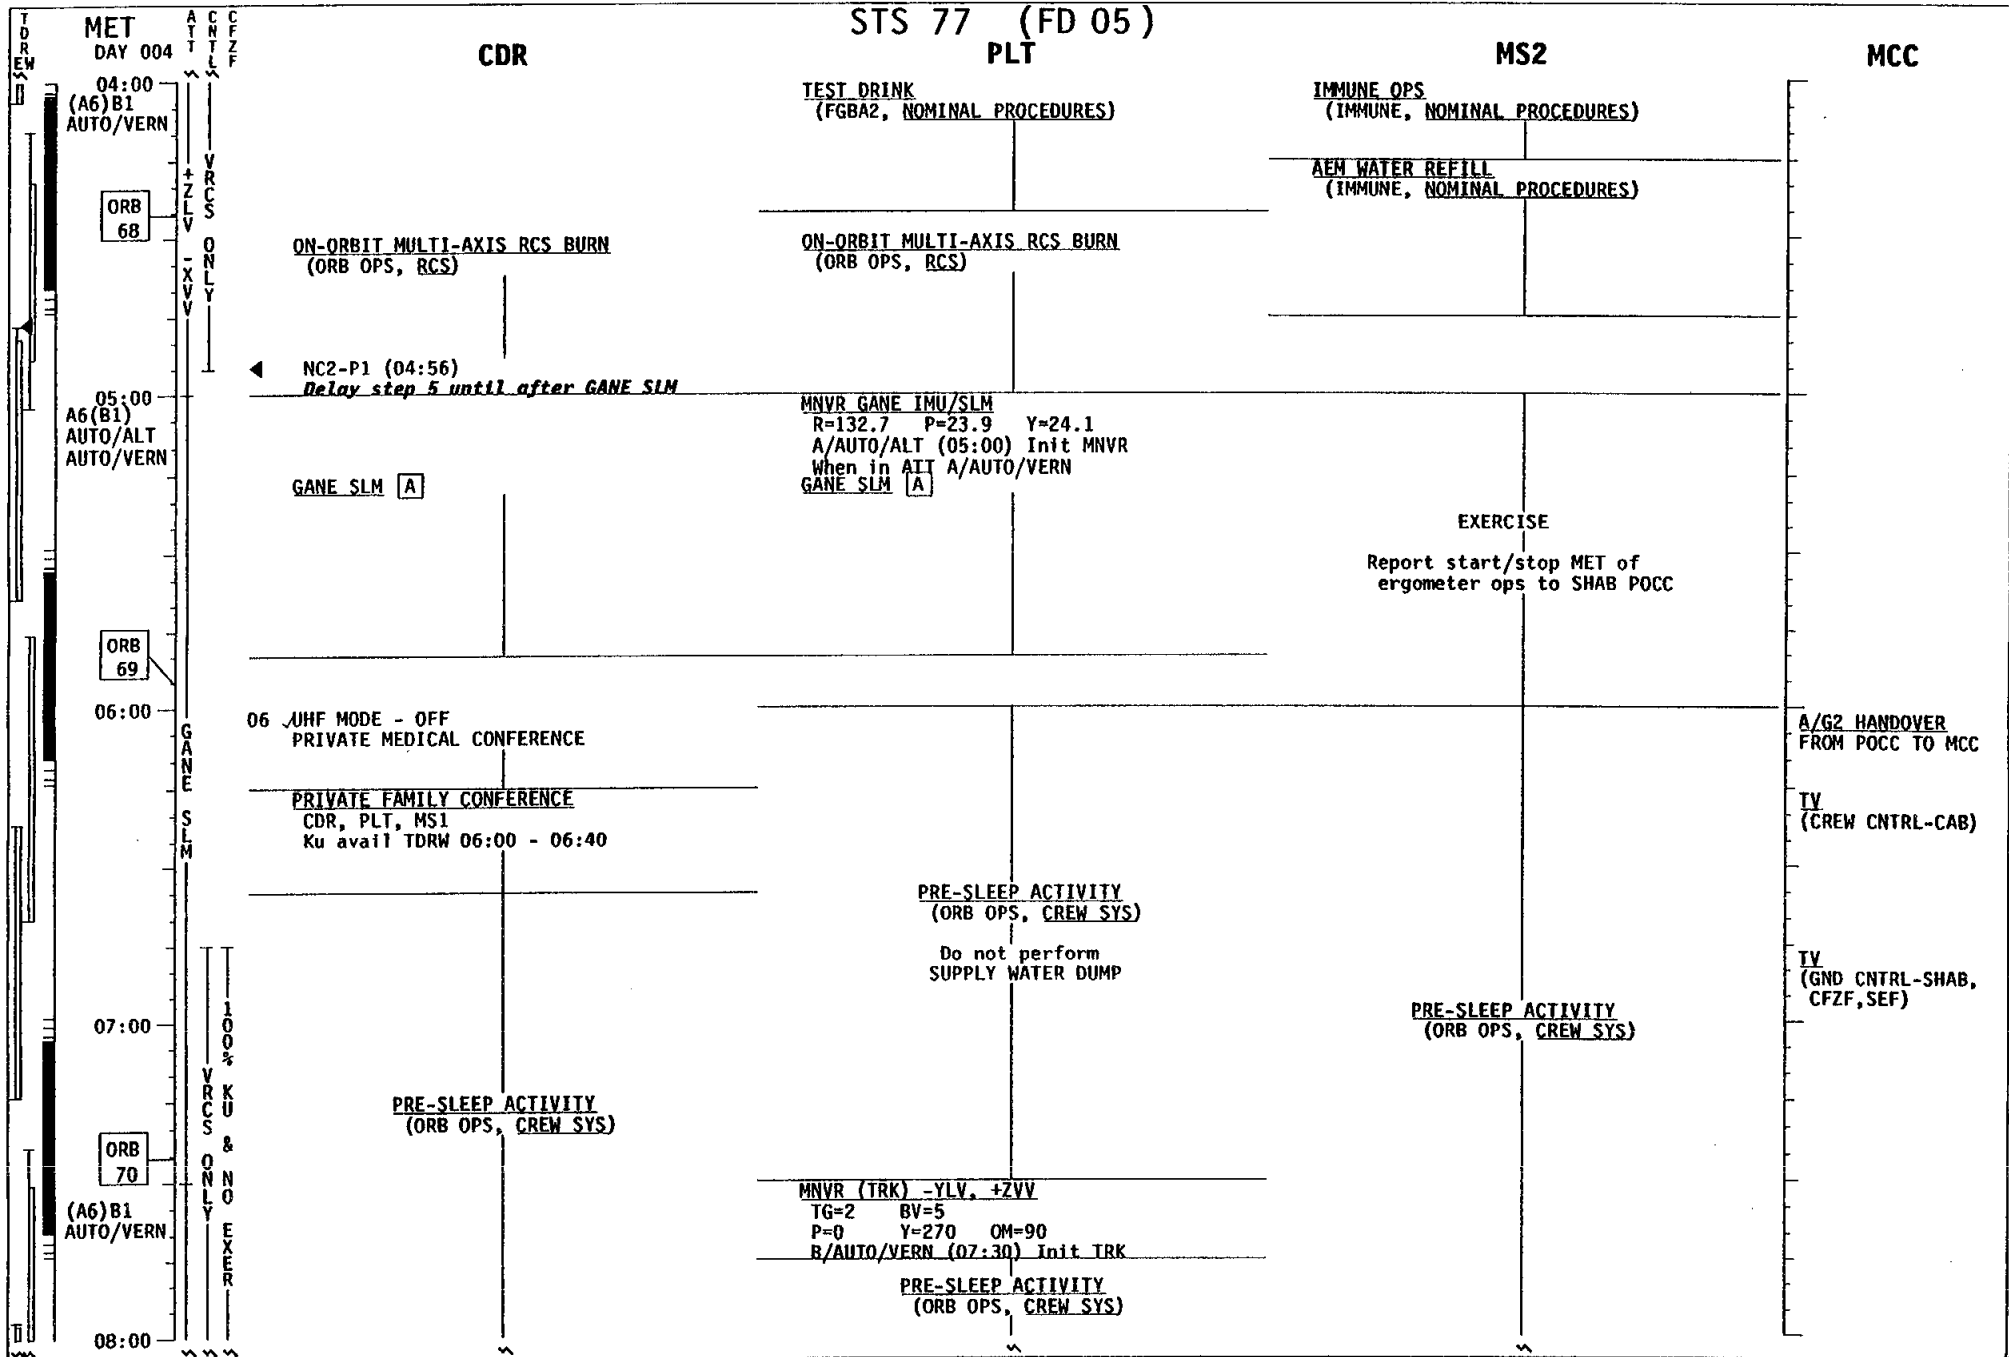 STS 77 (FD 05)
TDRW
E
MET
DAY 004
ATT
CNTL
CFZF
CDR
PLT
MS2
MCC
04:00
(A6)B1
AUTO/VERN
+ZLV -XVV
VRCS ONLY
ORB
68
05:00
A6(B1)
AUTO/ALT
AUTO/VERN
ORB
69
06:00
GANE SLM
07:00
VRCS ONLY
100% KU & NO EXER
ORB
70
(A6)B1
AUTO/VERN
08:00
ON-ORBIT MULTI-AXIS RCS BURN
(ORB OPS, RCS)
NC2-P1 (04:56)
Delay step 5 until after GANE SLM
GANE SLM A
06 ✓UHF MODE - OFF
PRIVATE MEDICAL CONFERENCE
PRIVATE FAMILY CONFERENCE
CDR, PLT, MS1
Ku avail TDRW 06:00 - 06:40
PRE-SLEEP ACTIVITY
(ORB OPS, CREW SYS)
TEST DRINK
(FGBA2, NOMINAL PROCEDURES)
ON-ORBIT MULTI-AXIS RCS BURN
(ORB OPS, RCS)
MNVR GANE IMU/SLM
R=132.7 P=23.9 Y=24.1
A/AUTO/ALT (05:00) Init MNVR
When in ATT A/AUTO/VERN
GANE SLM A
PRE-SLEEP ACTIVITY
(ORB OPS, CREW SYS)
Do not perform
SUPPLY WATER DUMP
MNVR (TRK) -YLV, +ZVV
TG=2 BV=5
P=0 Y=270 OM=90
B/AUTO/VERN (07:30) Init TRK
PRE-SLEEP ACTIVITY
(ORB OPS, CREW SYS)
IMMUNE OPS
(IMMUNE, NOMINAL PROCEDURES)
AEM WATER REFILL
(IMMUNE, NOMINAL PROCEDURES)
EXERCISE
Report start/stop MET of
ergometer ops to SHAB POCC
PRE-SLEEP ACTIVITY
(ORB OPS, CREW SYS)
A/G2 HANDOVER
FROM POCC TO MCC
TV
(CREW CNTRL-CAB)
TV
(GND CNTRL-SHAB,
CFZF,SEF)